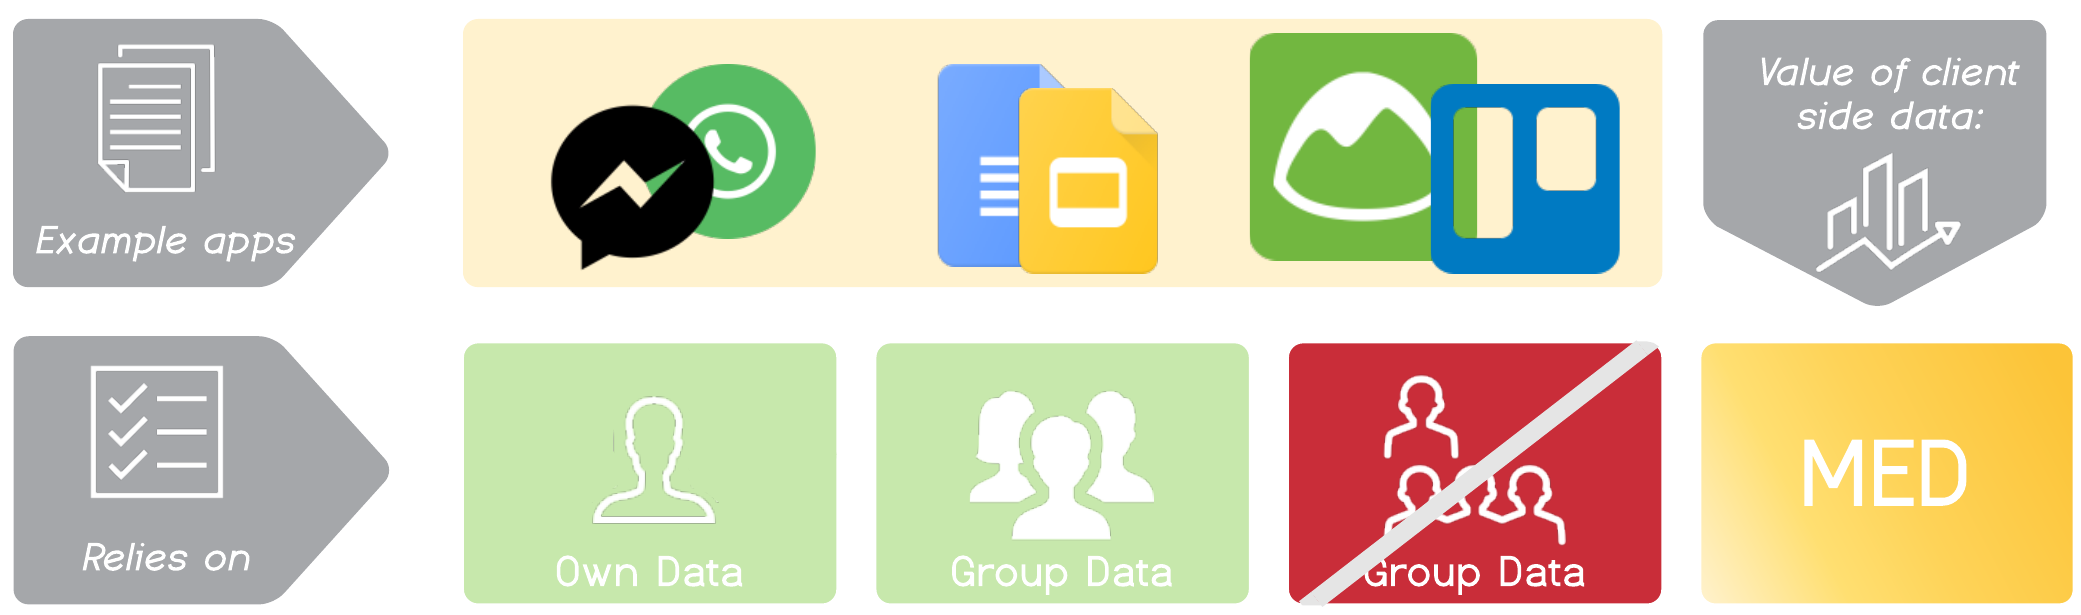 Example apps
Value of client
side data:
Relies on
Own Data
Group Data
Group Data
MED